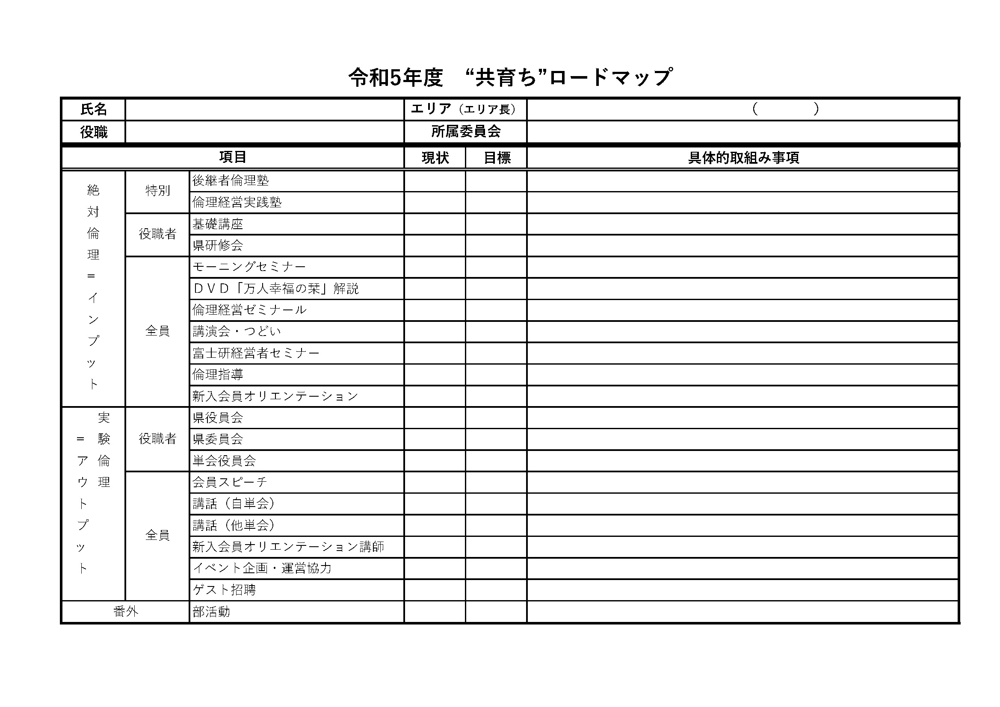 令和5年度　“共育ち”ロードマップ
氏名
エリア（エリア長）
（　　　　）
役職
所属委員会
項目
現状
目標
具体的取組み事項
絶対倫理=インプット
特別
後継者倫理塾
倫理経営実践塾
役職者
基礎講座
県研修会
全員
モーニングセミナー
ＤＶＤ「万人幸福の栞」解説
倫理経営ゼミナール
講演会・つどい
富士研経営者セミナー
倫理指導
新入会員オリエンテーション
実験倫理
=アウトプット
役職者
県役員会
県委員会
単会役員会
全員
会員スピーチ
講話（自単会）
講話（他単会）
新入会員オリエンテーション講師
イベント企画・運営協力
ゲスト招聘
番外
部活動